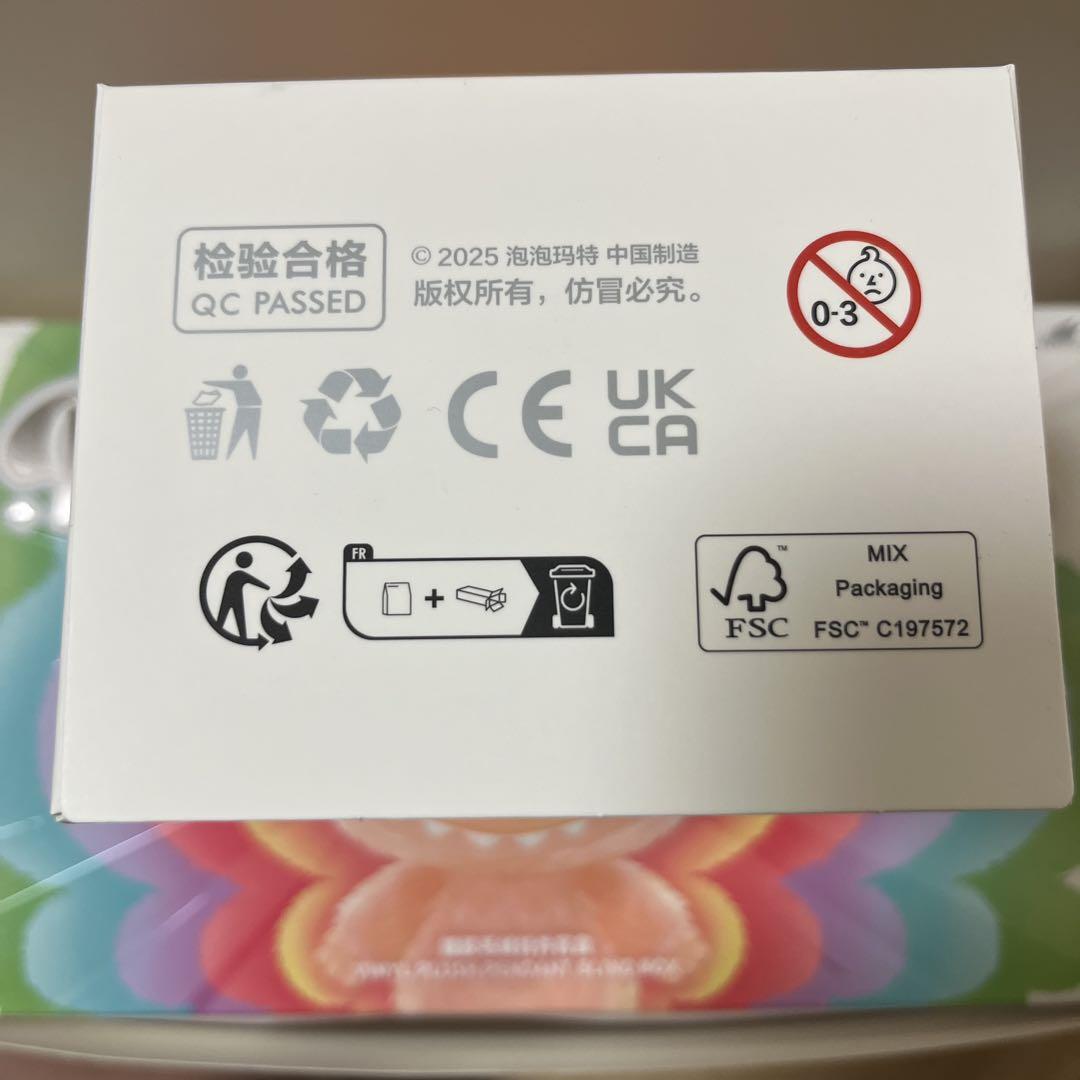 检验合格
QC PASSED
© 2025 泡泡玛特 中国制造
版权所有，仿冒必究。
0-3
CE
UK
CA
FR
+
FSC
MIX
Packaging
FSC™ C197572